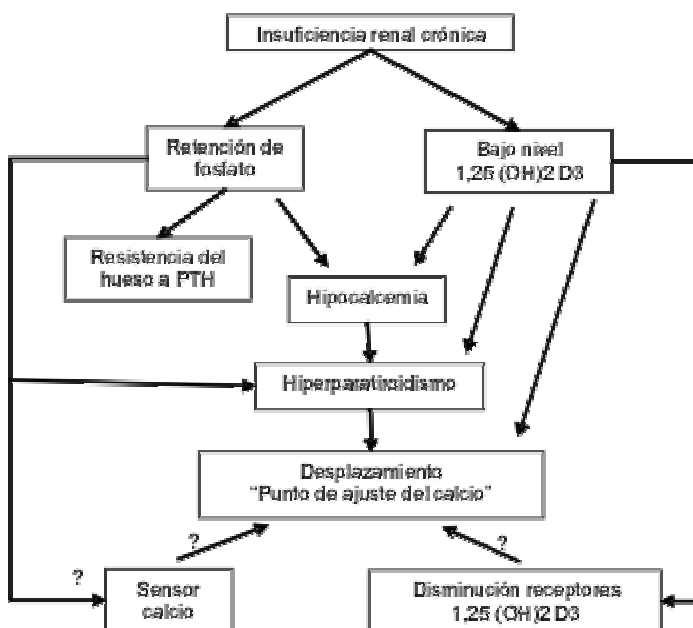 Insuficiencia renal crónica
Retención de
fosfato
Bajo nivel
1,25 (OH)2 D3
Resistencia del
hueso a PTH
Hipocalcemia
Hiperparatiroidismo
Desplazamiento
"Punto de ajuste del calcio"
?
?
?
Sensor
calcio
Disminución receptores
1,25 (OH)2 D3